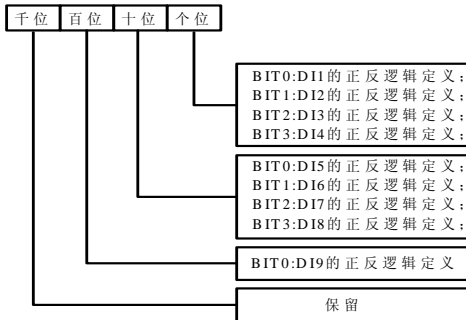 千位 百位 十位 个位
BIT0:DI1的正反逻辑定义;
BIT1:DI2的正反逻辑定义;
BIT2:DI3的正反逻辑定义;
BIT3:DI4的正反逻辑定义;
BIT0:DI5的正反逻辑定义;
BIT1:DI6的正反逻辑定义;
BIT2:DI7的正反逻辑定义;
BIT3:DI8的正反逻辑定义;
BIT0:DI9的正反逻辑定义
保留